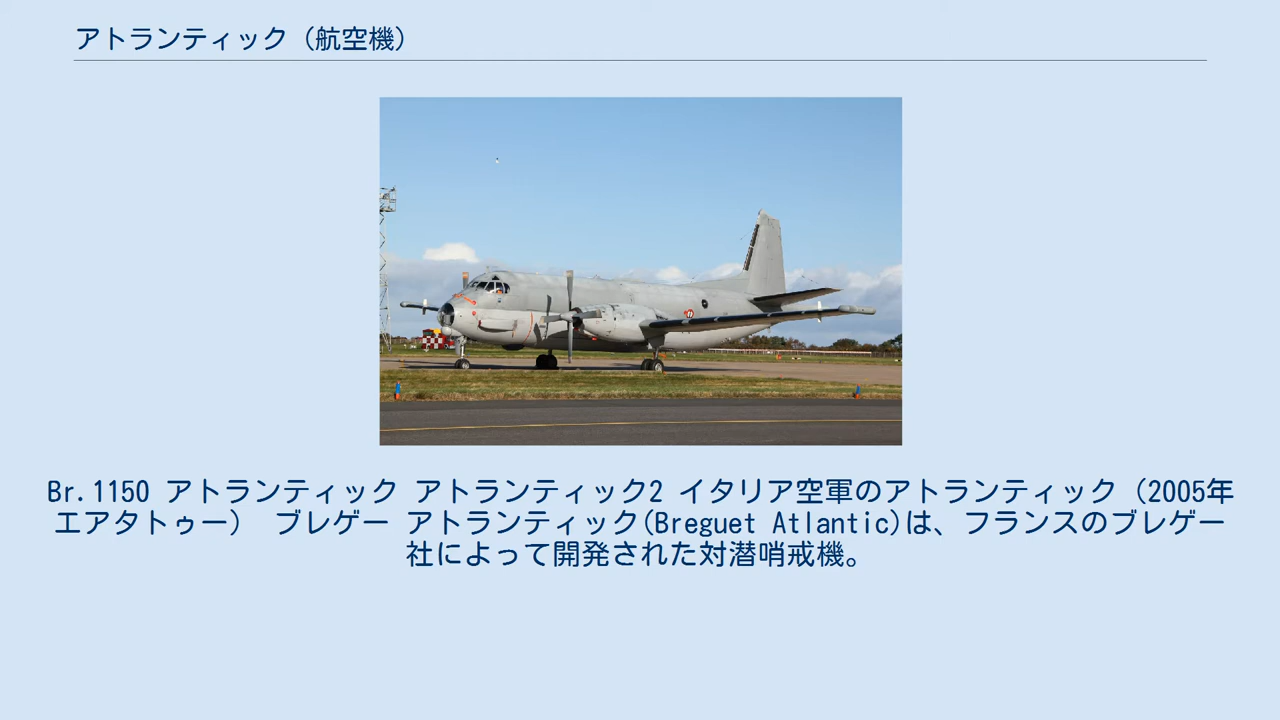 アトランティック（航空機）
Br.1150 アトランティック アトランティック2 イタリア空軍のアトランティック（2005年
エアタトゥー） ブレゲー アトランティック(Breguet Atlantic)は、フランスのブレゲー
社によって開発された対潜哨戒機。